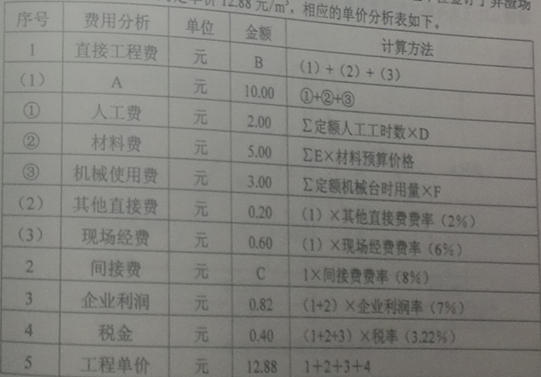 单价12.88元/m³，相应的单价分析表如下。
序号 费用分析 单位 金额 计算方法
1 直接工程费 元 B (1)+(2)+(3)
(1) A 元 10.00 ①+②+③
① 人工费 元 2.00 ∑定额人工工时数×D
② 材料费 元 5.00 ∑E×材料预算价格
③ 机械使用费 元 3.00 ∑定额机械台时用量×F
(2) 其他直接费 元 0.20 (1)×其他直接费费率(2%)
(3) 现场经费 元 0.60 (1)×现场经费费率(6%)
2 间接费 元 C 1×间接费费率(8%)
3 企业利润 元 0.82 (1+2)×企业利润率(7%)
4 税金 元 0.40 (1+2+3)×税率(3.22%)
5 工程单价 元 12.88 1+2+3+4